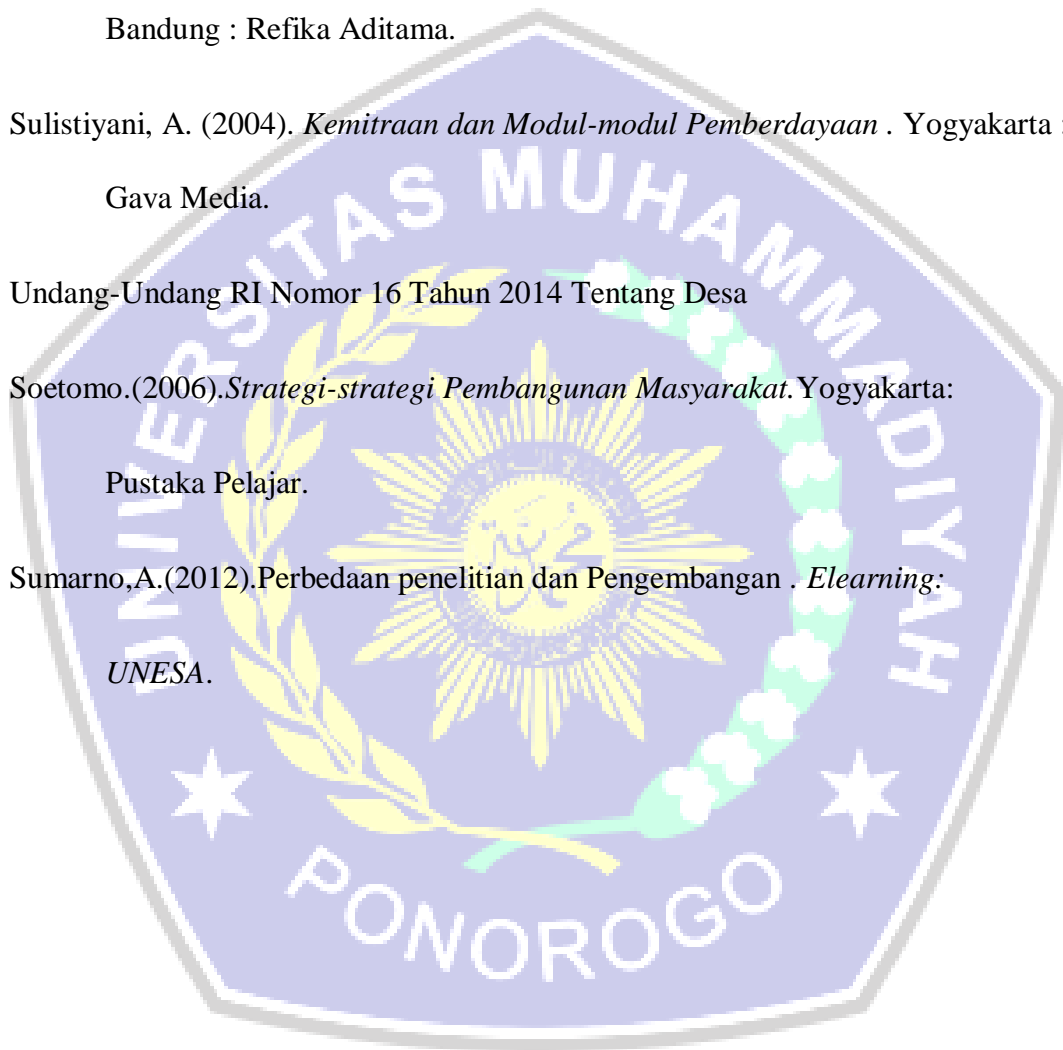 Bandung : Refika Aditama.
Sulistiyani, A. (2004). Kemitraan dan Modul-modul Pemberdayaan . Yogyakarta :
Gava Media.
Undang-Undang RI Nomor 16 Tahun 2014 Tentang Desa
Soetomo.(2006).Strategi-strategi Pembangunan Masyarakat.Yogyakarta:
Pustaka Pelajar.
Sumarno,A.(2012).Perbedaan penelitian dan Pengembangan . Elearning:
UNESA.
UNIVERSITAS MUHAMMADIYAH
PONOROGO